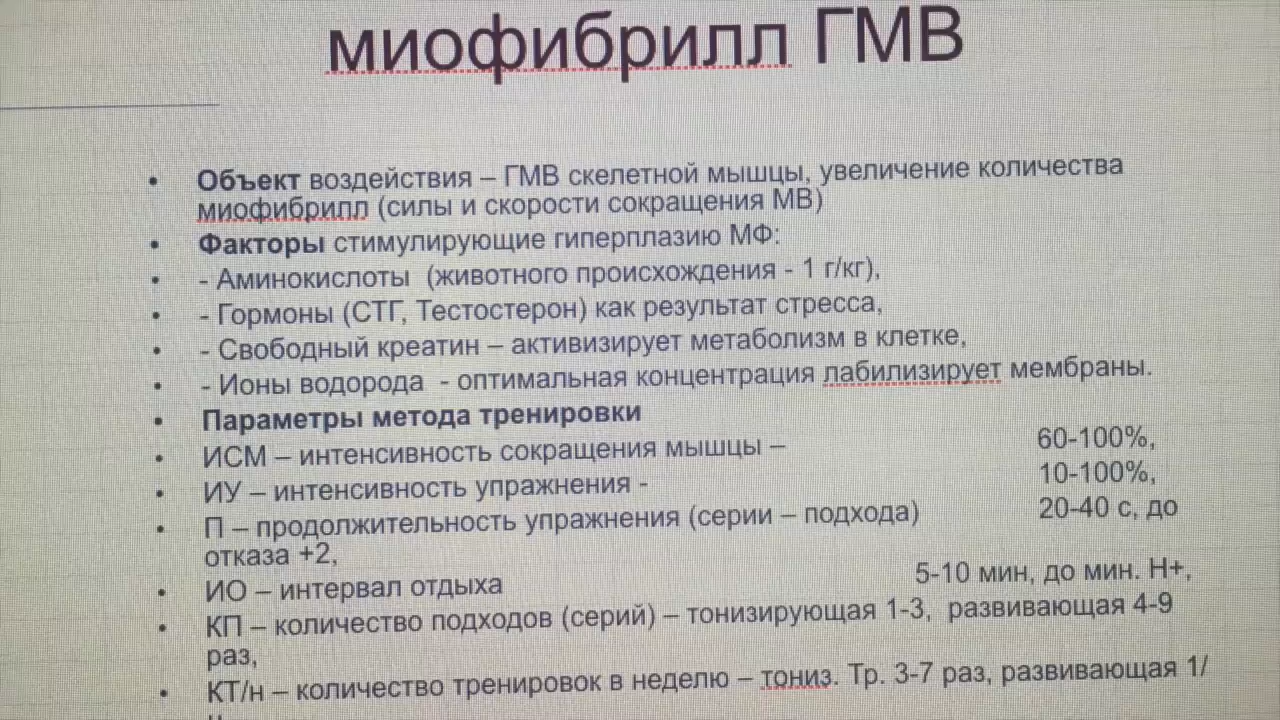 миофибрилл ГМВ
• Объект воздействия – ГМВ скелетной мышцы, увеличение количества
миофибрилл (силы и скорости сокращения МВ)
• Факторы стимулирующие гиперплазию МФ:
• - Аминокислоты (животного происхождения - 1 г/кг),
• - Гормоны (СТГ, Тестостерон) как результат стресса,
• - Свободный креатин – активизирует метаболизм в клетке,
• - Ионы водорода - оптимальная концентрация лабилизирует мембраны.
• Параметры метода тренировки
• ИСМ – интенсивность сокращения мышцы – 60-100%,
• ИУ – интенсивность упражнения - 10-100%,
• П – продолжительность упражнения (серии – подхода) 20-40 с, до
отказа +2,
• ИО – интервал отдыха 5-10 мин, до мин. Н+,
• КП – количество подходов (серий) – тонизирующая 1-3, развивающая 4-9
раз,
• КТ/н – количество тренировок в неделю – тониз. Тр. 3-7 раз, развивающая 1/